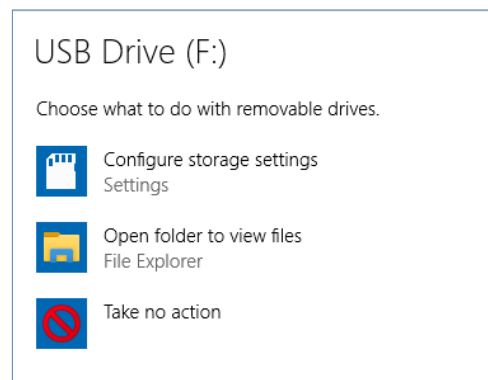 USB Drive (F:)
Choose what to do with removable drives.
Configure storage settings
Settings
Open folder to view files
File Explorer
Take no action